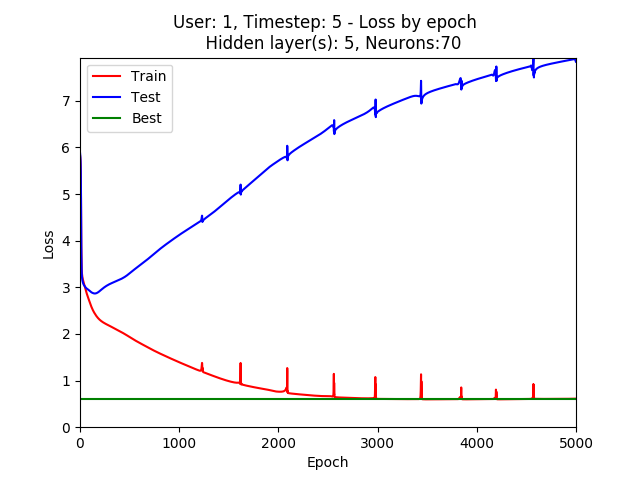 User: 1, Timestep: 5 - Loss by epoch
Hidden layer(s): 5, Neurons:70
Train
Test
Best
Loss
7
6
5
4
3
2
1
0
0 1000 2000 3000 4000 5000
Epoch